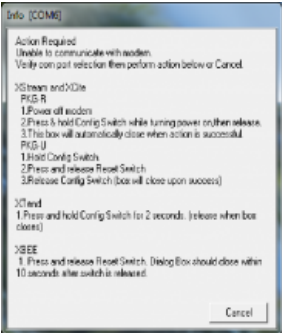 Info [COM6]
Action Required
Unable to communicate with modem.
Verify com port selection then perform action below or Cancel.
XStream and XCite
PKG-R
1.Power off modem
2.Press & hold Config Switch while turning power on,then release.
3.This box will automatically close when action is successful.
PKG-U
1.Hold Config Switch
2.Press and release Reset Switch
3.Release Config Switch (box will close upon success)
XTend
1.Press and hold Config Switch for 2 seconds. (release when box
closes)
XBEE
1. Press and release Reset Switch. Dialog Box should close within
10 seconds after switch is released.
Cancel